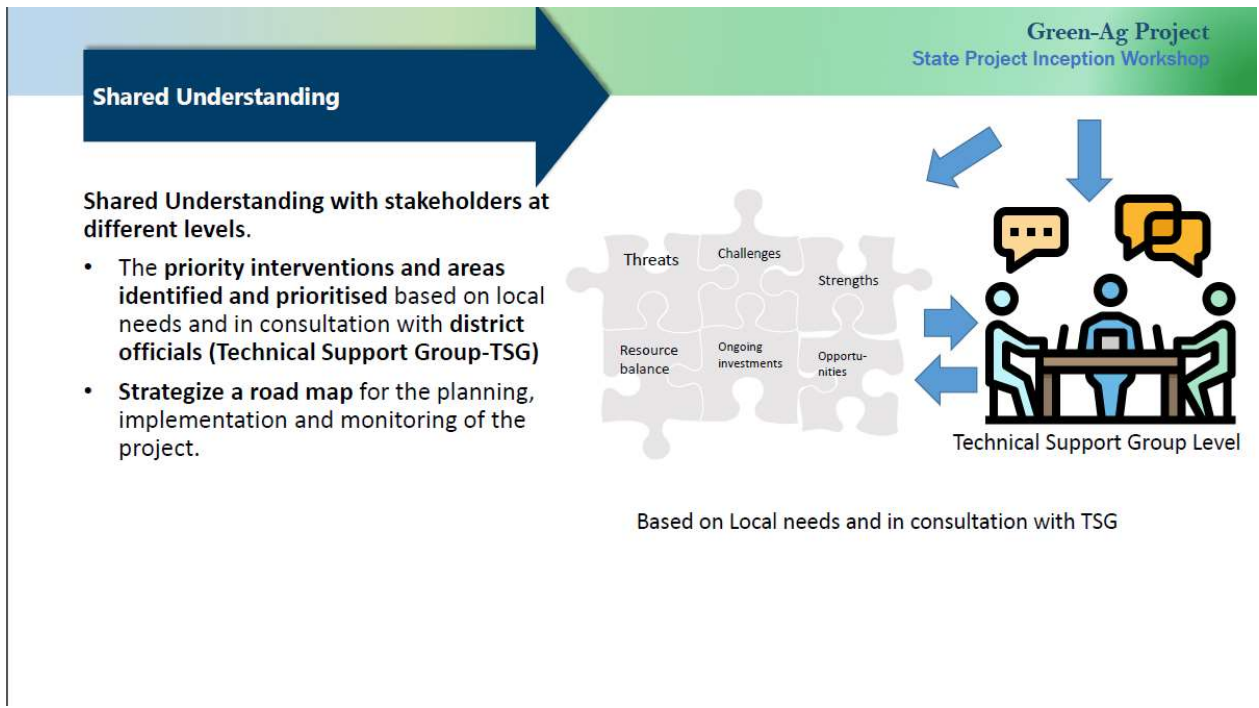 Green-Ag Project
State Project Inception Workshop
Shared Understanding
Shared Understanding with stakeholders at
different levels.
• The priority interventions and areas
identified and prioritised based on local
needs and in consultation with district
officials (Technical Support Group-TSG)
• Strategize a road map for the planning,
implementation and monitoring of the
project.
Threats
Challenges
Strengths
Resource
balance
Ongoing
investments
Opportu-
nities
Technical Support Group Level
Based on Local needs and in consultation with TSG